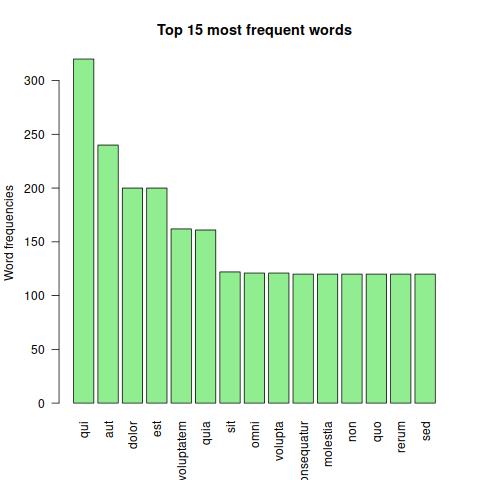 Top 15 most frequent words
Word frequencies
300
250
200
150
100
50
0
qui
aut
dolor
est
voluptatem
quia
sit
omni
volupta
onsequatur
molestia
non
quo
rerum
sed